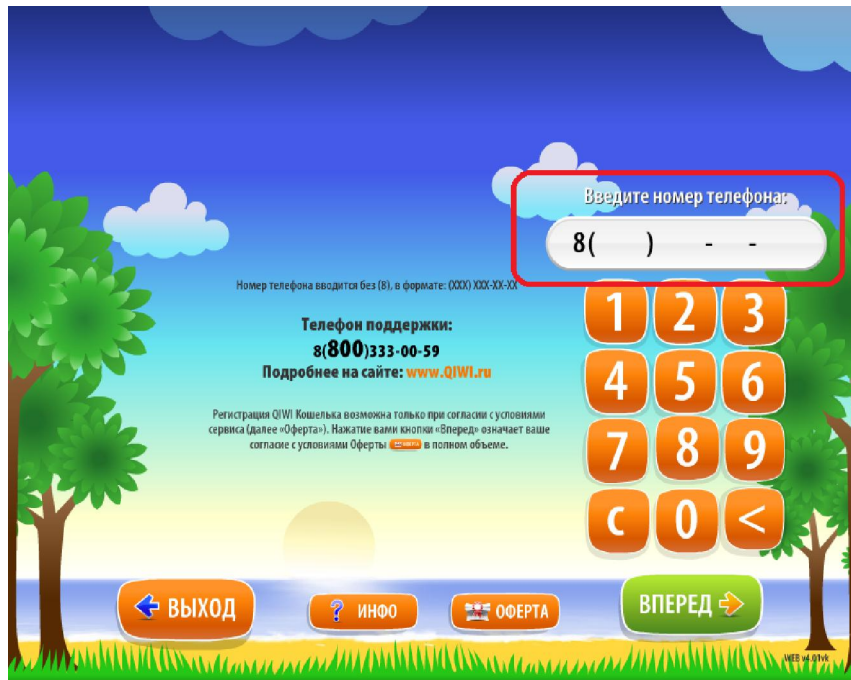 Введите номер телефона:
8( ) - -
Номер телефона вводится без (8), в формате: (XXX) XXX-XX-XX
1 2 3
Телефон поддержки:
8(800)333-00-59
Подробнее на сайте: www.QIWI.ru
4 5 6
Регистрация QIWI Кошелька возможна только при согласии с условиями
сервиса (далее «Оферта»). Нажатие вами кнопки «Вперед» означает ваше
согласие с условиями Оферты в полном объеме.
7 8 9
С 0 <
ВЫХОД
? ИНФО
ОФЕРТА
ВПЕРЕД
WEB v4.01vk